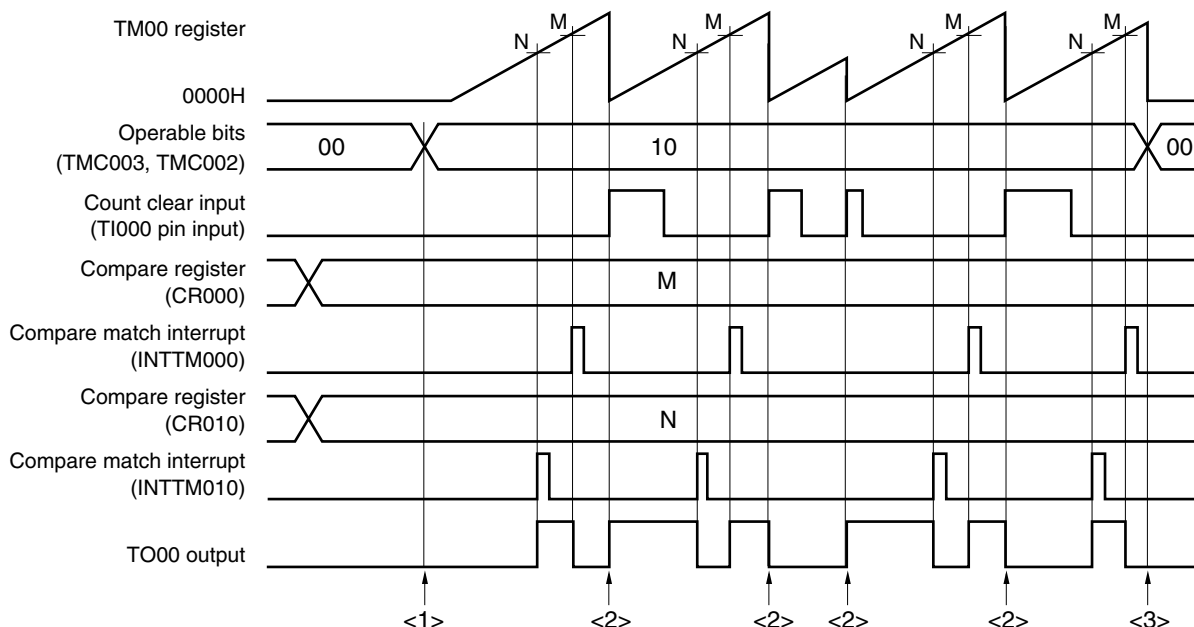 TM00 register
N M N M N M N M
0000H
Operable bits
(TMC003, TMC002)
00 10 00
Count clear input
(TI000 pin input)
Compare register
(CR000)
M
Compare match interrupt
(INTTM000)
Compare register
(CR010)
N
Compare match interrupt
(INTTM010)
TO00 output
<1> <2> <2> <2> <2> <3>